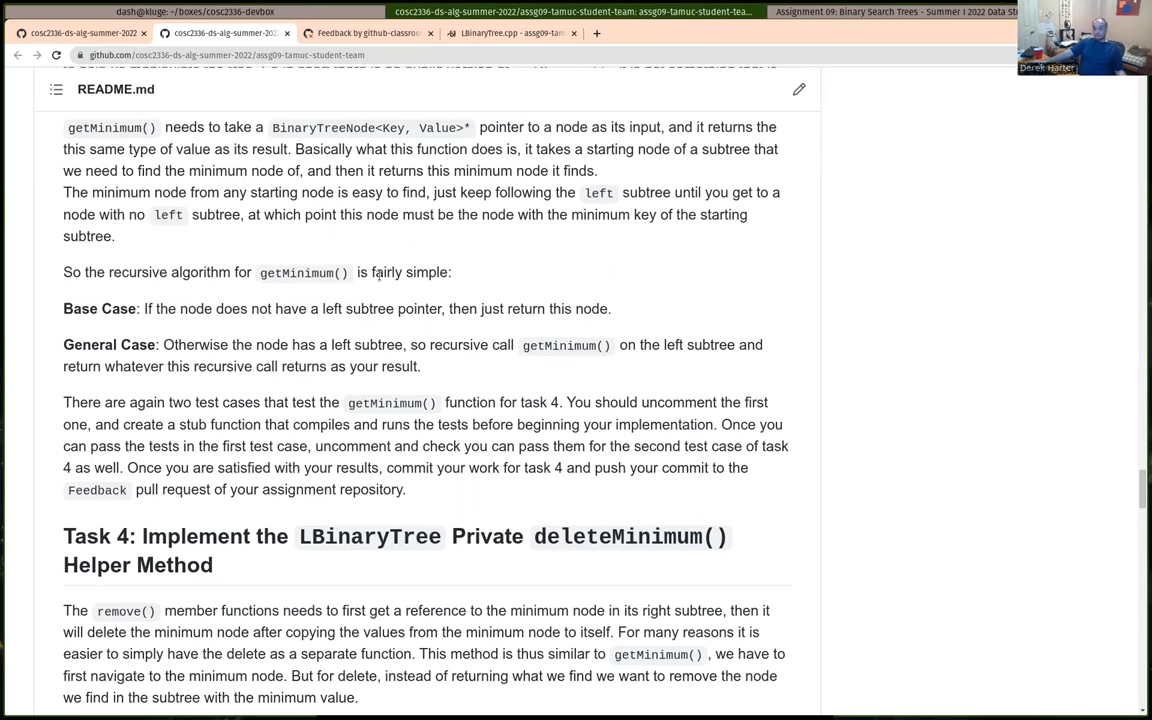 dash@kluge: ~/boxes/cosc2336-devbox
cosc2336-ds-alg-summer-2022/assg09-tamuc-student-team: assg09-tamuc-student-tea...
Assignment 09: Binary Search Trees - Summer I 2022 Data St
cosc2336-ds-alg-summer-2022
cosc2336-ds-alg-summer-202
Feedback by github-classroo
LBinaryTree.cpp - assg09-tam
github.com/cosc2336-ds-alg-summer-2022/assg09-tamuc-student-team
Derek Harter
README.md
getMinimum() needs to take a BinaryTreeNode<Key, Value>* pointer to a node as its input, and it returns the
this same type of value as its result. Basically what this function does is, it takes a starting node of a subtree that
we need to find the minimum node of, and then it returns this minimum node it finds.
The minimum node from any starting node is easy to find, just keep following the left subtree until you get to a
node with no left subtree, at which point this node must be the node with the minimum key of the starting
subtree.
So the recursive algorithm for getMinimum() is fairly simple:
Base Case: If the node does not have a left subtree pointer, then just return this node.
General Case: Otherwise the node has a left subtree, so recursive call getMinimum() on the left subtree and
return whatever this recursive call returns as your result.
There are again two test cases that test the getMinimum() function for task 4. You should uncomment the first
one, and create a stub function that compiles and runs the tests before beginning your implementation. Once you
can pass the tests in the first test case, uncomment and check you can pass them for the second test case of task
4 as well. Once you are satisfied with your results, commit your work for task 4 and push your commit to the
Feedback pull request of your assignment repository.
Task 4: Implement the LBinaryTree Private deleteMinimum()
Helper Method
The remove() member functions needs to first get a reference to the minimum node in its right subtree, then it
will delete the minimum node after copying the values from the minimum node to itself. For many reasons it is
easier to simply have the delete as a separate function. This method is thus similar to getMinimum() , we have to
first navigate to the minimum node. But for delete, instead of returning what we find we want to remove the node
we find in the subtree with the minimum value.